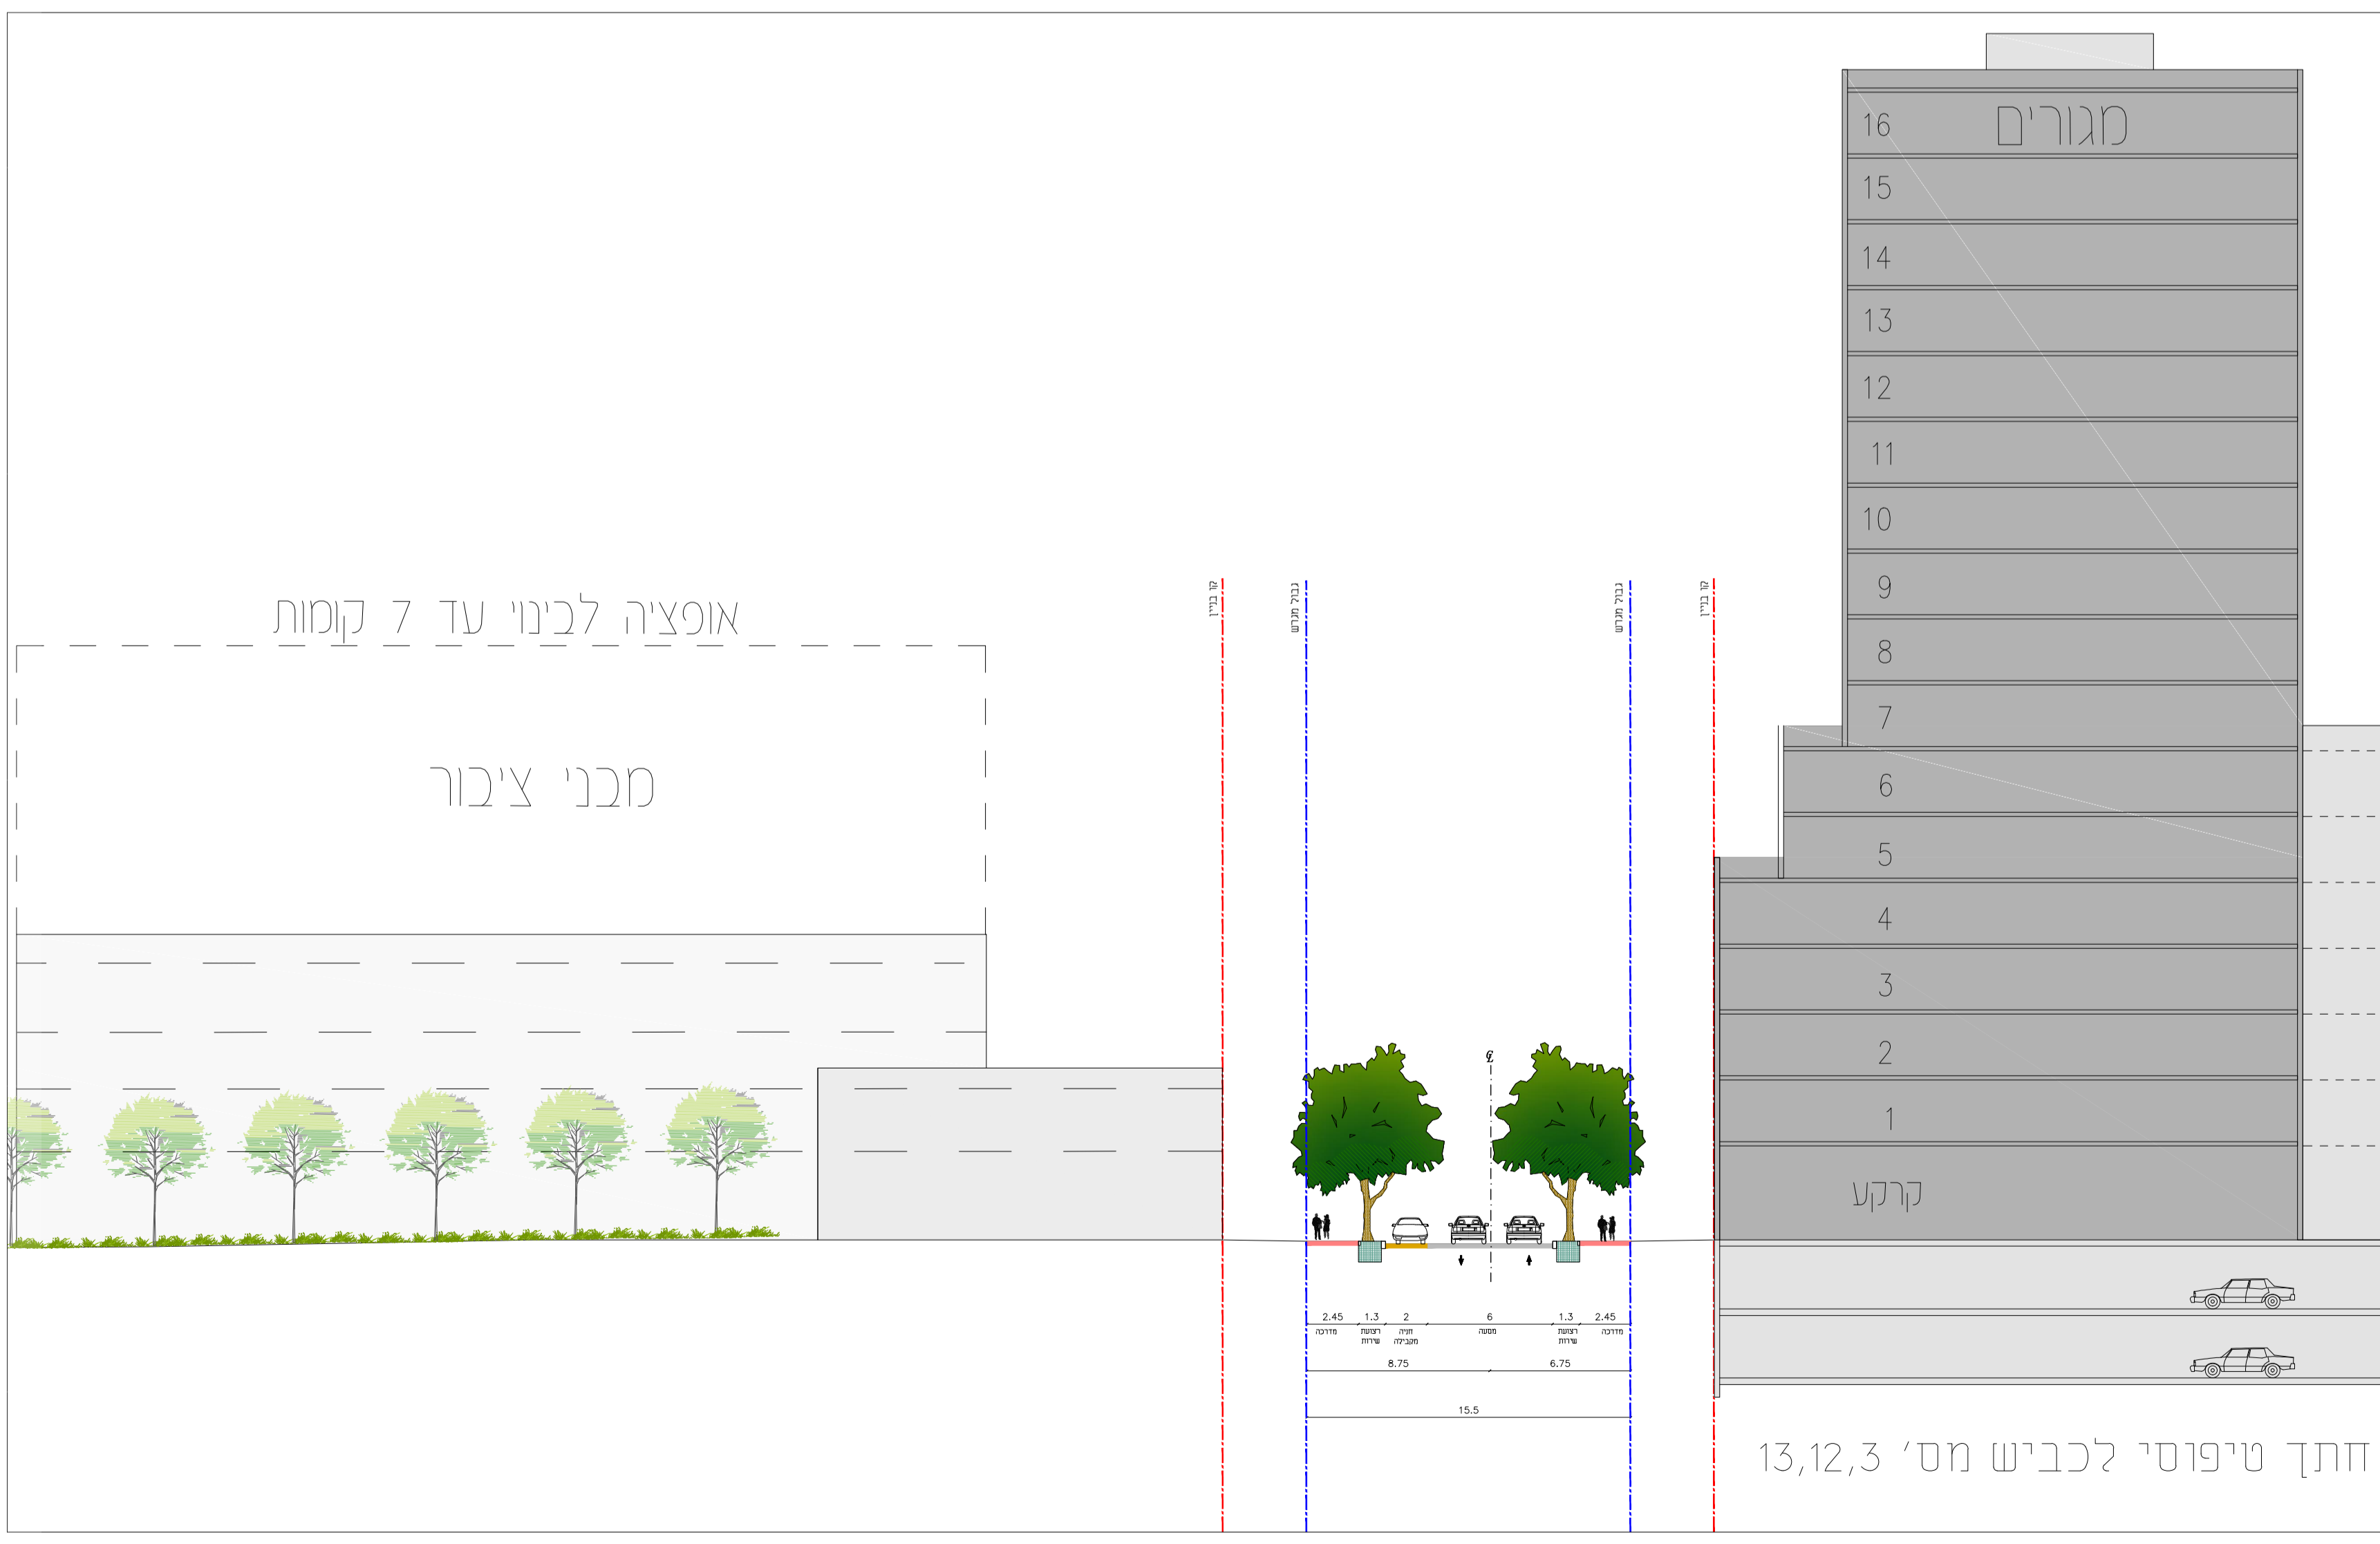 מגורים
16
15
14
13
12
11
10
9
8
7
6
5
4
3
2
1
קרקע
אופציה לבינוי עד 7 קומות
מבני ציבור
קו בניין
גבול מגרש
גבול מגרש
קו בניין
℄
2.45 1.3 2 6 1.3 2.45
מדרכה
רצועת שירות
מסעה
חניה מקבילה
רצועת שירות
מדרכה
8.75 6.75
15.5
חתך טיפוסי לכביש מס' 13,12,3